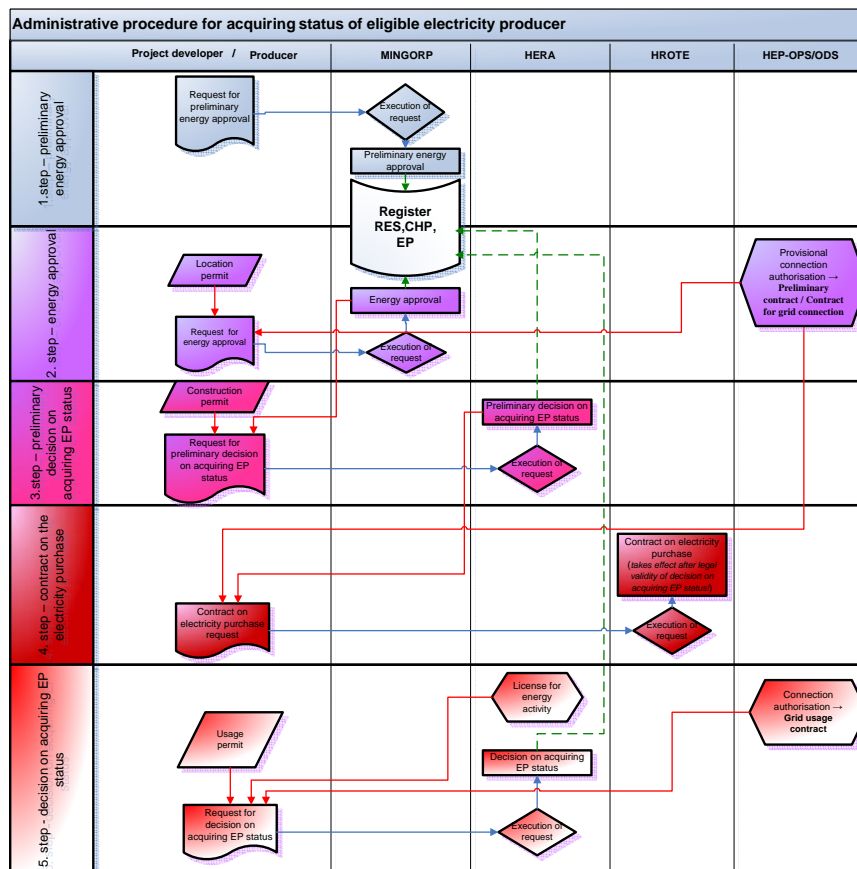 Administrative procedure for acquiring status of eligible electricity producer
Project developer / Producer
MINGORP
HERA
HROTE
HEP-OPS/ODS
1.step – preliminary
energy approval
Request for
preliminary
energy approval
Execution of
request
Preliminary energy
approval
Register
RES,CHP,
EP
2. step – energy approval
Location
permit
Request for
energy approval
Energy approval
Execution of
request
Provisional
connection
authorisation →
Preliminary
contract / Contract
for grid connection
3.step – preliminary
decision on
acquiring EP status
Construction
permit
Request for
preliminary decision
on acquiring EP
status
Preliminary decision on
acquiring EP status
Execution of
request
4. step – contract on the
electricity purchase
Contract on
electricity purchase
request
Contract on electricity
purchase
(takes effect after legal
validity of decision on
acquiring EP status!)
Execution of
request
5. step - decision on acquiring EP
status
Usage
permit
Request for
decision on
acquiring EP status
License for
energy
activity
Decision on acquiring
EP status
Execution of
request
Connection
authorisation →
Grid usage
contract